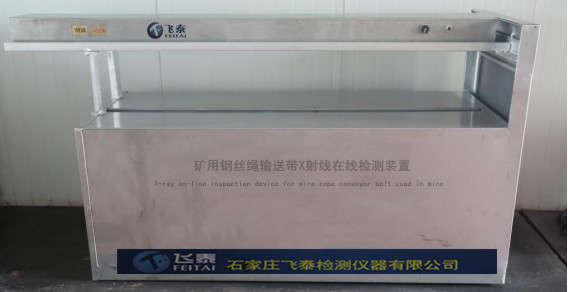 飞泰
FEITAI
矿用钢丝绳输送带X射线在线检测装置
X-ray on-line inspection device for wire rope conveyor belt used in mine
飞泰
FEITAI
石家庄飞泰检测仪器有限公司